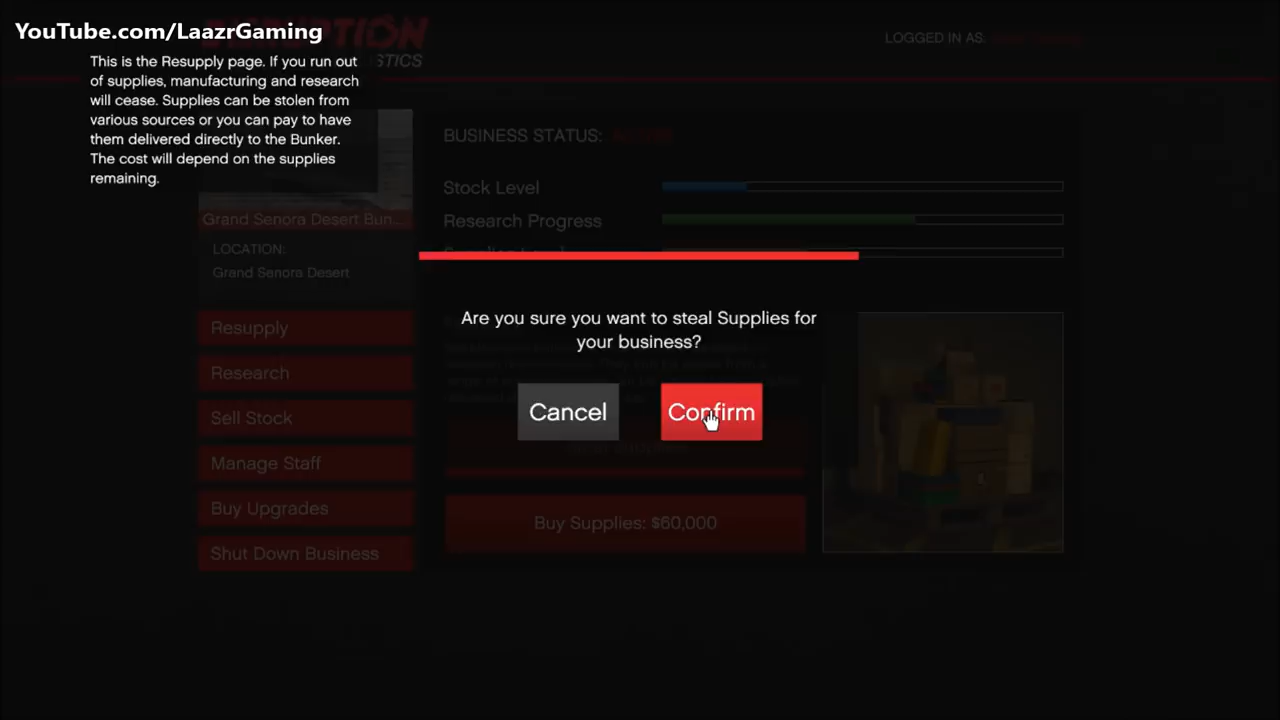 YouTube.com/LaazrGaming
LOGGED IN AS:
This is the Resupply page. If you run out
of supplies, manufacturing and research
will cease. Supplies can be stolen from
various sources or you can pay to have
them delivered directly to the Bunker.
The cost will depend on the supplies
remaining.
BUSINESS STATUS:
Stock Level
Research Progress
Grand Senora Desert Bun...
LOCATION:
Grand Senora Desert
Are you sure you want to steal Supplies for
your business?
Cancel
Confirm
Resupply
Research
Sell Stock
Manage Staff
Buy Upgrades
Shut Down Business
Buy Supplies: $60,000